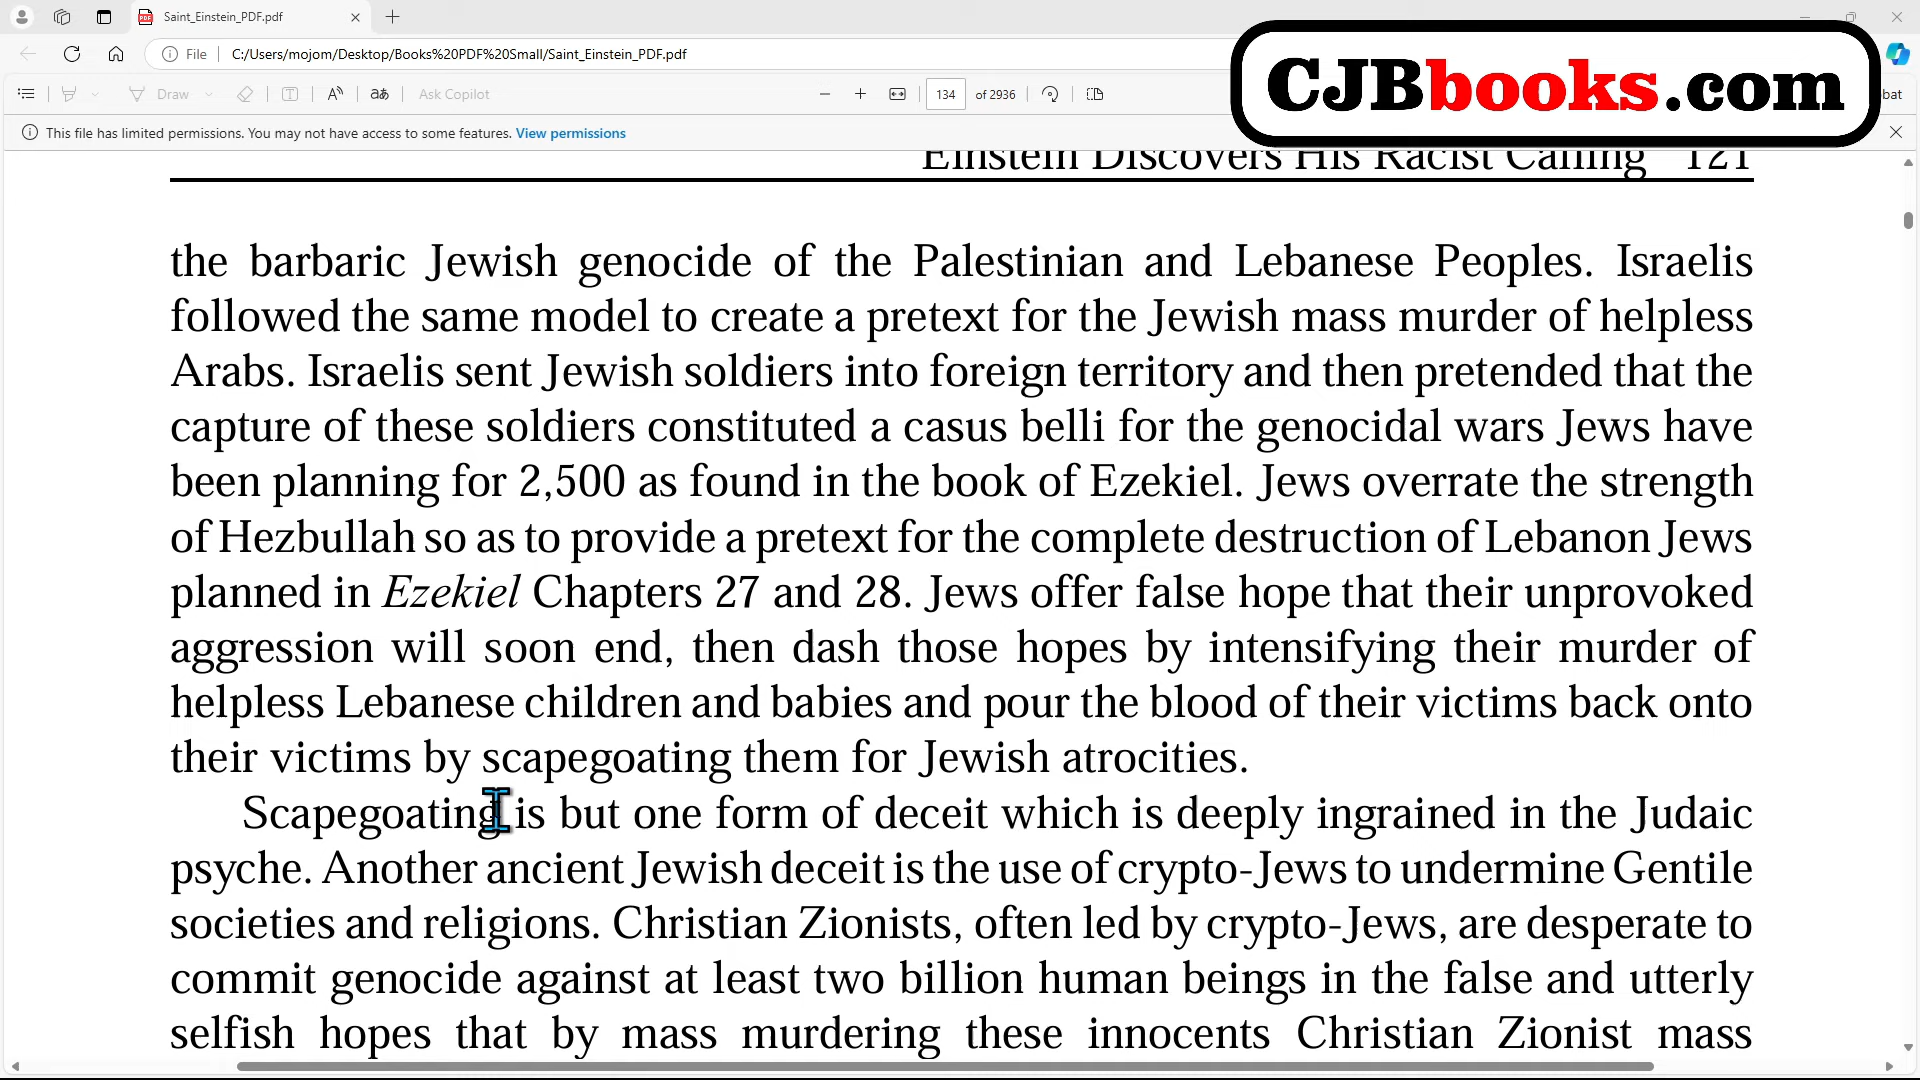 Saint_Einstein_PDF.pdf
File C:/Users/mojom/Desktop/Books%20PDF%20Small/Saint_Einstein_PDF.pdf
CJBbooks.com
Draw Ask Copilot 134 of 2936 bat
This file has limited permissions. You may not have access to some features. View permissions
Einstein Discovers His Racist Calling 121
the barbaric Jewish genocide of the Palestinian and Lebanese Peoples. Israelis
followed the same model to create a pretext for the Jewish mass murder of helpless
Arabs. Israelis sent Jewish soldiers into foreign territory and then pretended that the
capture of these soldiers constituted a casus belli for the genocidal wars Jews have
been planning for 2,500 as found in the book of Ezekiel. Jews overrate the strength
of Hezbullah so as to provide a pretext for the complete destruction of Lebanon Jews
planned in Ezekiel Chapters 27 and 28. Jews offer false hope that their unprovoked
aggression will soon end, then dash those hopes by intensifying their murder of
helpless Lebanese children and babies and pour the blood of their victims back onto
their victims by scapegoating them for Jewish atrocities.
Scapegoating is but one form of deceit which is deeply ingrained in the Judaic
psyche. Another ancient Jewish deceit is the use of crypto-Jews to undermine Gentile
societies and religions. Christian Zionists, often led by crypto-Jews, are desperate to
commit genocide against at least two billion human beings in the false and utterly
selfish hopes that by mass murdering these innocents Christian Zionist mass